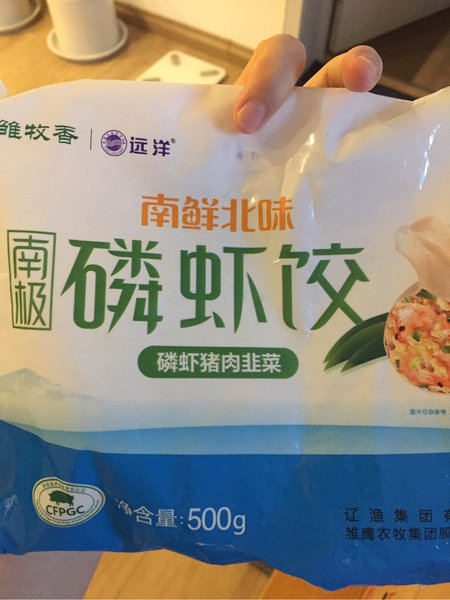 雏牧香 远洋®
南鲜北味
南极 磷虾饺
磷虾猪肉韭菜
图片仅供参考
CFPGC
净含量:500g
辽渔集团有
雏鹰农牧集团股